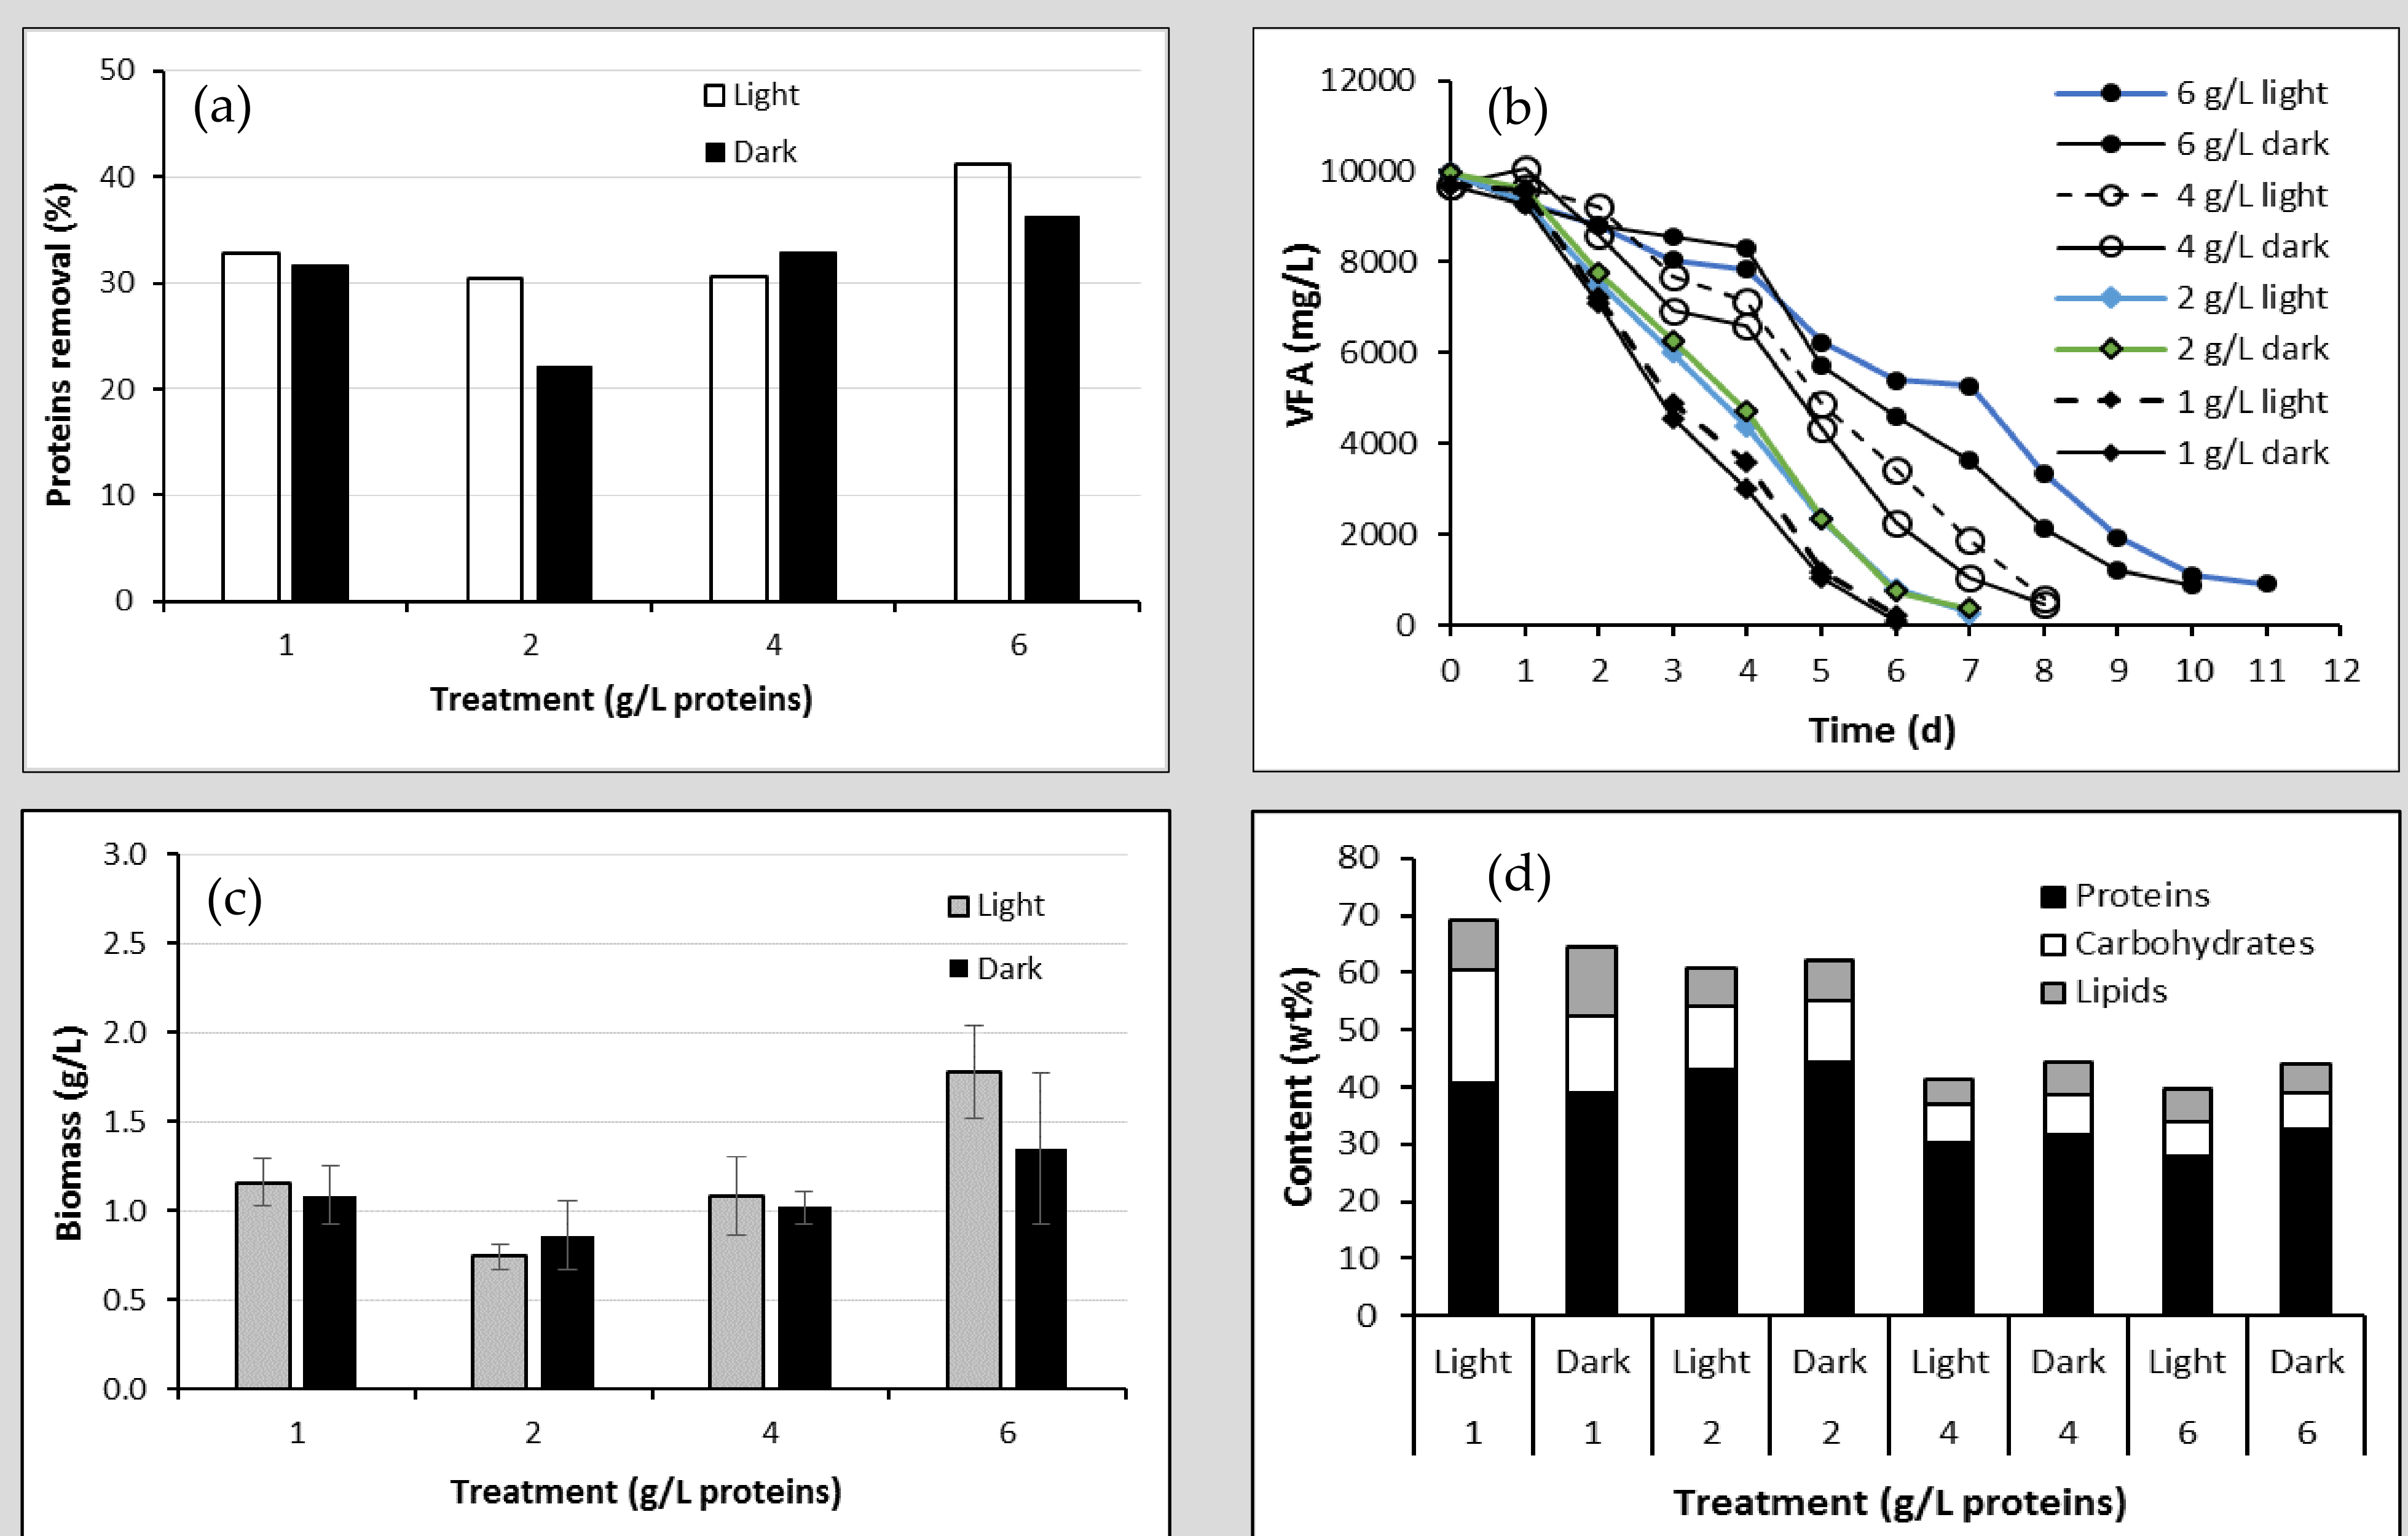 (a)
Light
Dark
50
40
30
20
10
0
Proteins removal (%)
1 2 4 6
Treatment (g/L proteins)
(b)
12000
10000
8000
6000
4000
2000
0
VFA (mg/L)
6 g/L light
6 g/L dark
4 g/L light
4 g/L dark
2 g/L light
2 g/L dark
1 g/L light
1 g/L dark
0 1 2 3 4 5 6 7 8 9 10 11 12
Time (d)
(c)
Light
Dark
3.0
2.5
2.0
1.5
1.0
0.5
0.0
Biomass (g/L)
1 2 4 6
Treatment (g/L proteins)
(d)
Proteins
Carbohydrates
Lipids
80
70
60
50
40
30
20
10
0
Content (wt%)
Light Dark Light Dark Light Dark Light Dark
1 1 2 2 4 4 6 6
Treatment (g/L proteins)